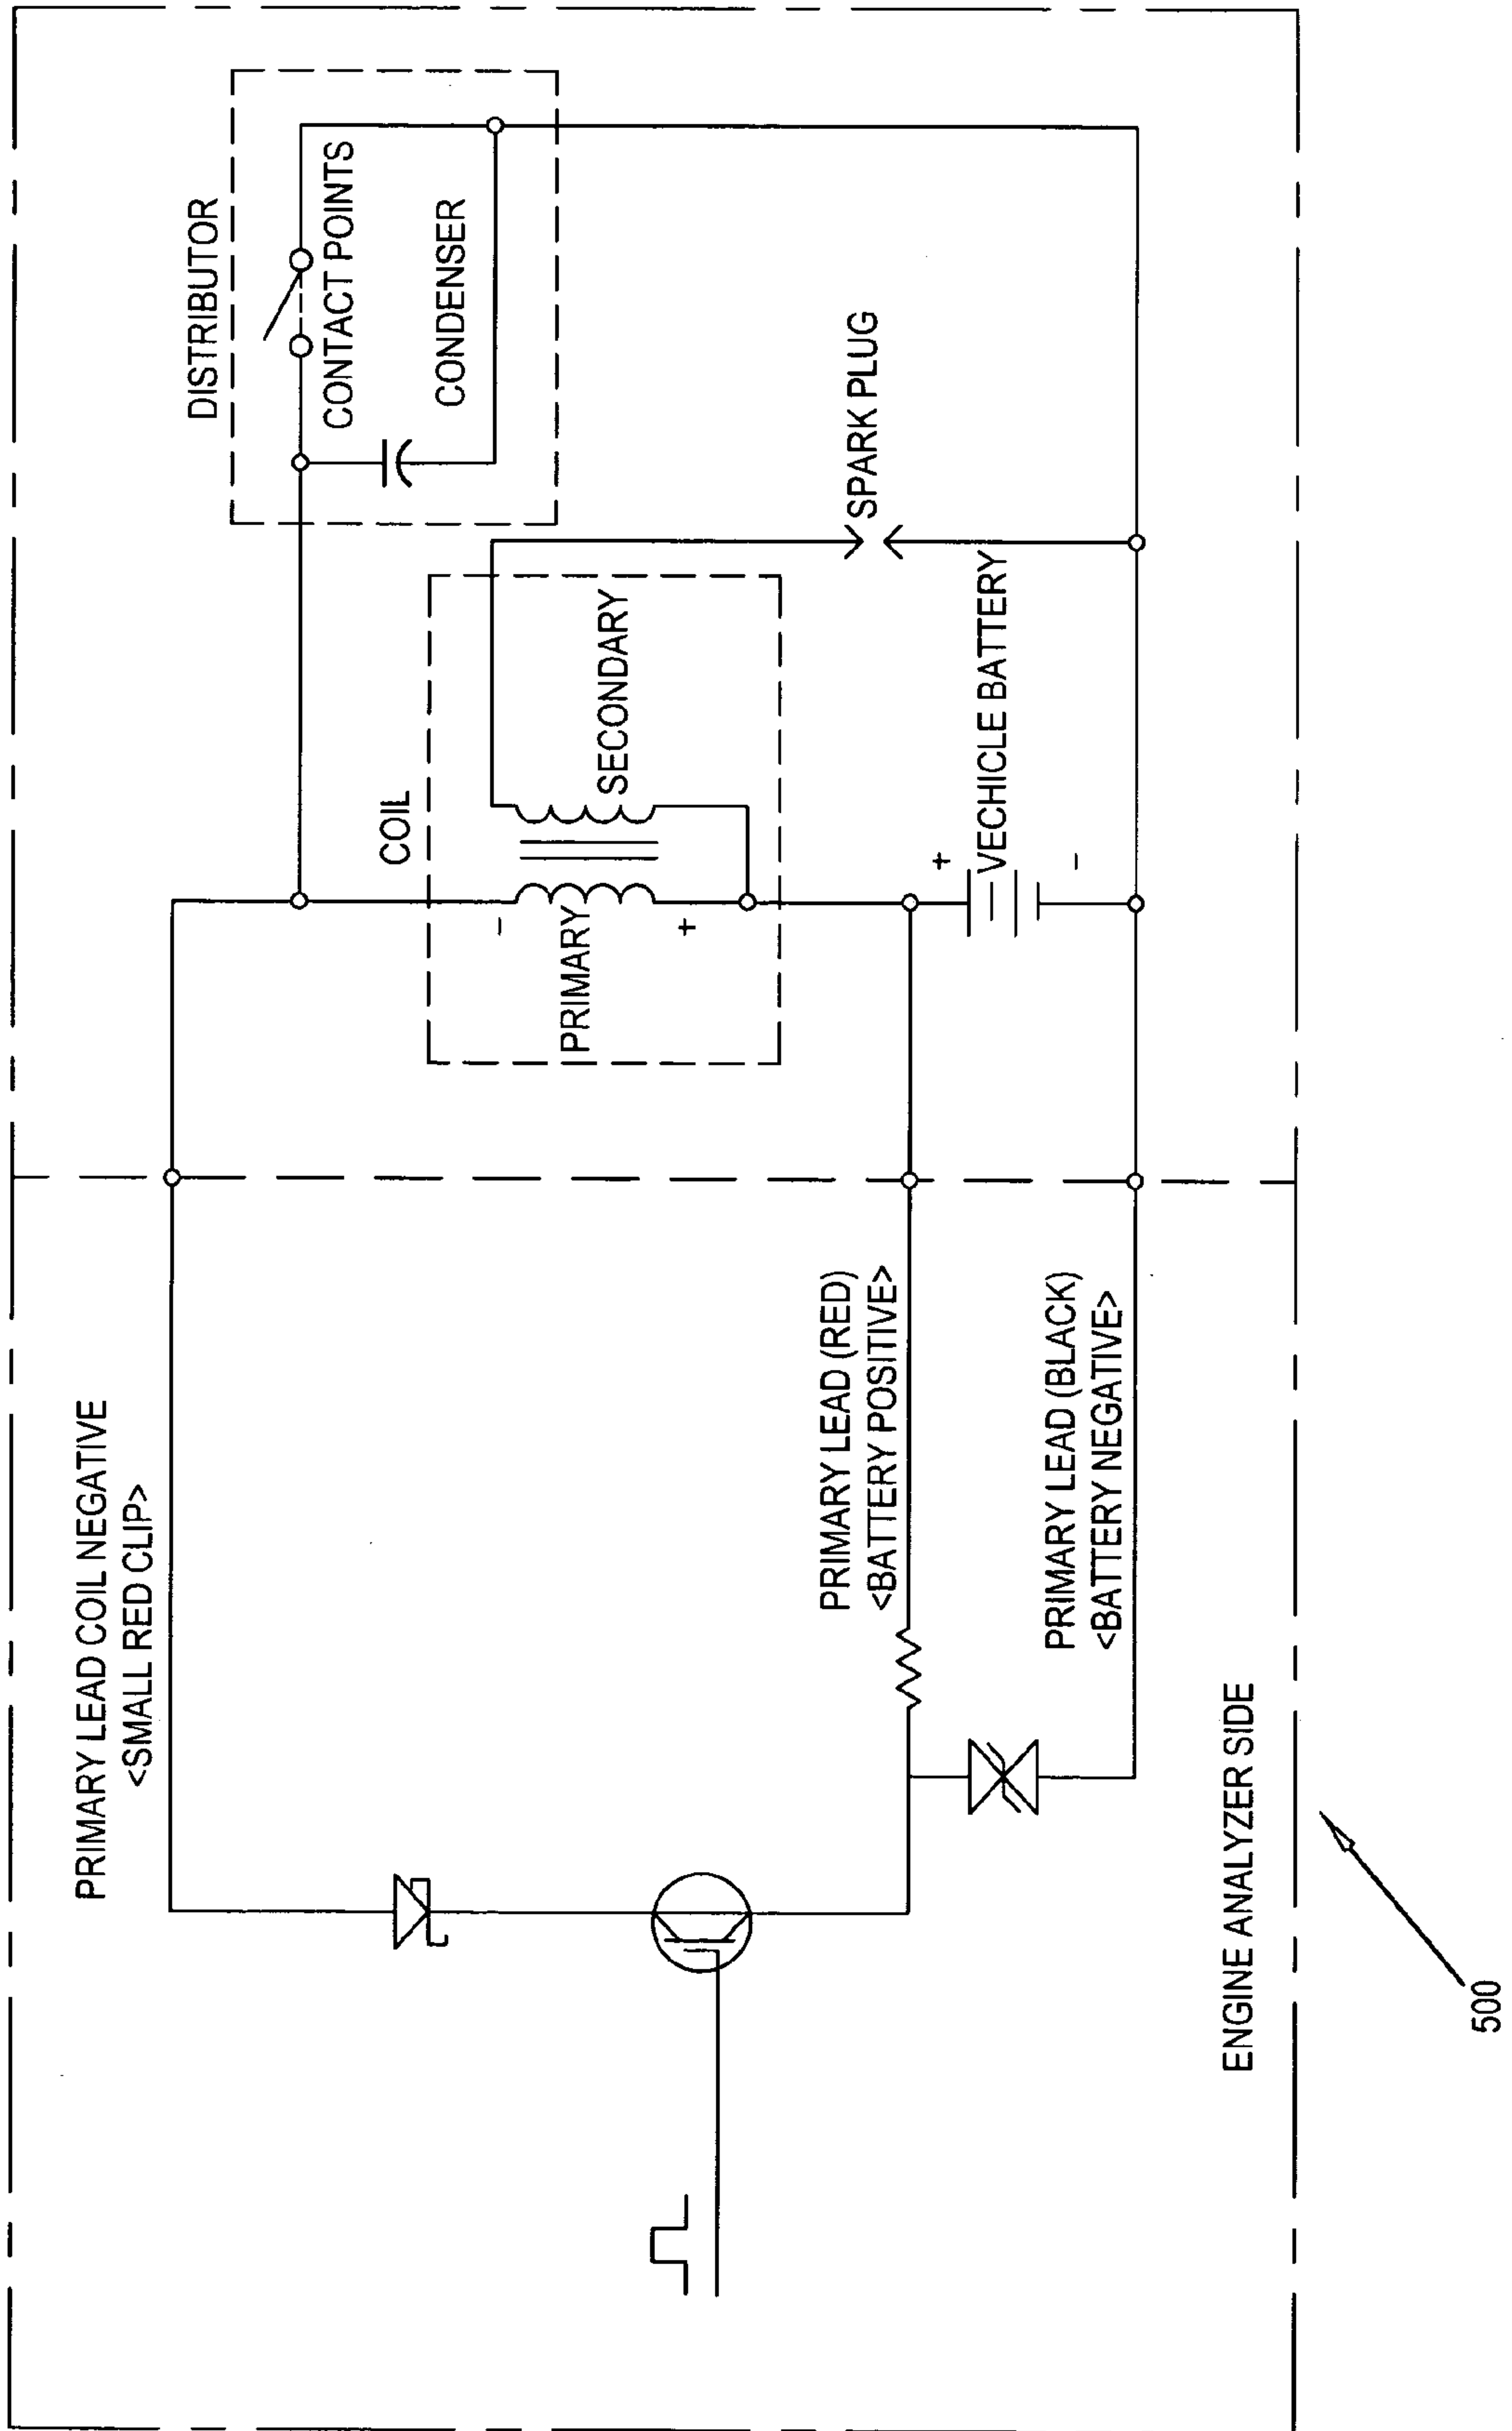 DISTRIBUTOR
CONTACT POINTS
CONDENSER
COIL
PRIMARY
SECONDARY
-
+
SPARK PLUG
+
VECHICLE BATTERY
-
PRIMARY LEAD COIL NEGATIVE
<SMALL RED CLIP>
PRIMARY LEAD (RED)
<BATTERY POSITIVE>
PRIMARY LEAD (BLACK)
<BATTERY NEGATIVE>
ENGINE ANALYZER SIDE
500